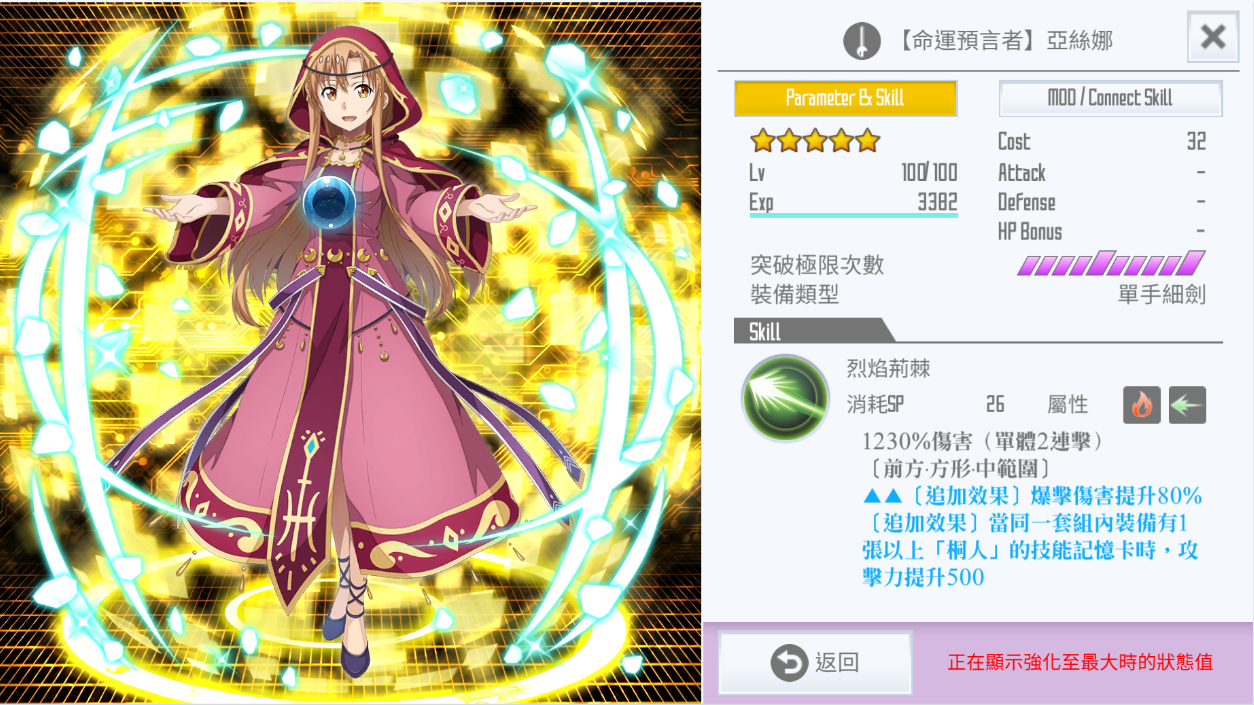 【命運預言者】亞絲娜
Parameter & Skill
MOD / Connect Skill
Lv 100/100
Exp 3382
Cost 32
Attack -
Defense -
HP Bonus -
突破極限次數
裝備類型 單手細劍
Skill
烈焰荊棘
消耗SP 26 屬性
1230%傷害（單體2連擊）
〔前方·方形·中範圍〕
▲▲〔追加效果〕爆擊傷害提升80%
〔追加效果〕當同一套組內裝備有1
張以上「桐人」的技能記憶卡時，攻
擊力提升500
返回
正在顯示強化至最大時的狀態值